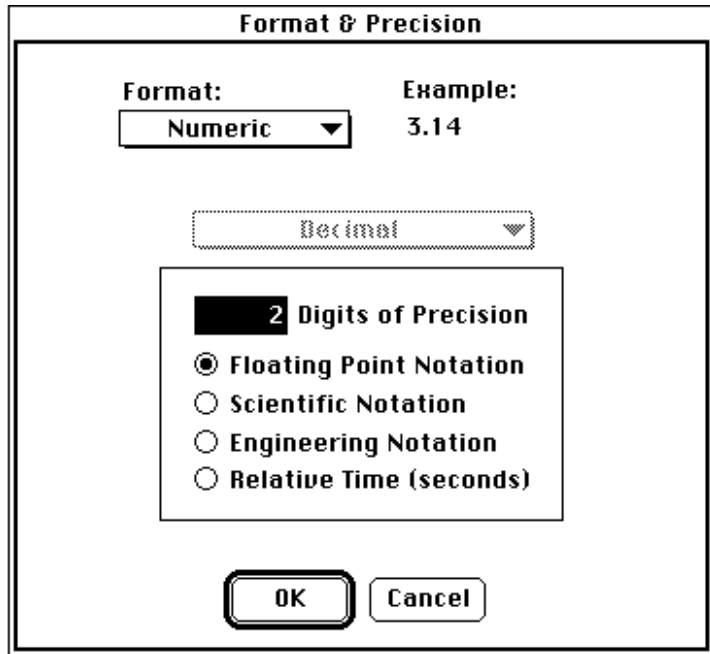 Format & Precision
Format:
Example:
Numeric
3.14
Decimal
2 Digits of Precision
Floating Point Notation
Scientific Notation
Engineering Notation
Relative Time (seconds)
OK
Cancel